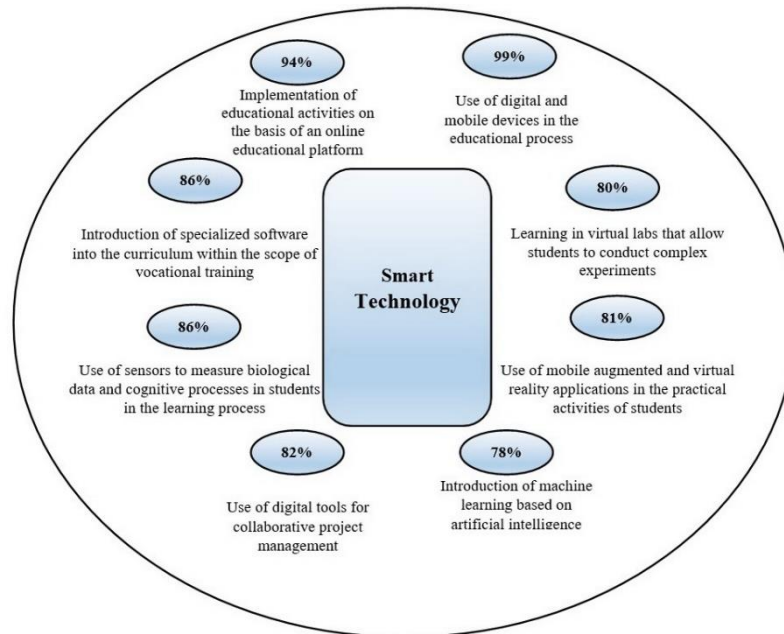 94%
Implementation of
educational activities on
the basis of an online
educational platform
99%
Use of digital and
mobile devices in the
educational process
86%
Introduction of specialized software
into the curriculum within the scope of
vocational training
80%
Learning in virtual labs that allow
students to conduct complex
experiments
Smart
Technology
86%
Use of sensors to measure biological
data and cognitive processes in students
in the learning process
81%
Use of mobile augmented and virtual
reality applications in the practical
activities of students
82%
Use of digital tools for
collaborative project
management
78%
Introduction of machine
learning based on
artificial intelligence